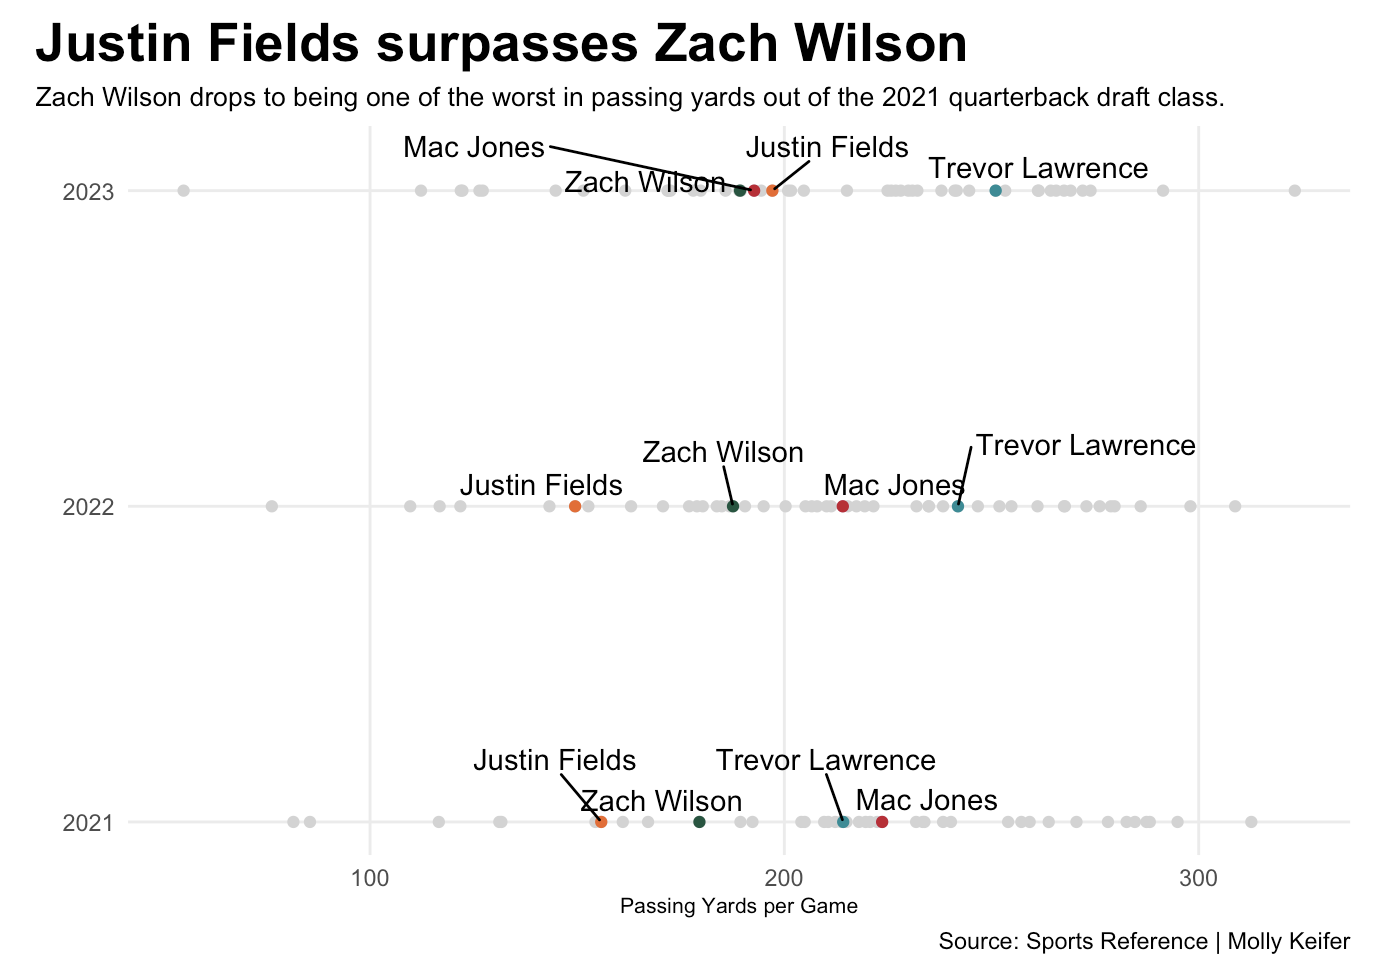 Justin Fields surpasses Zach Wilson
Zach Wilson drops to being one of the worst in passing yards out of the 2021 quarterback draft class.
Mac Jones
Justin Fields
Trevor Lawrence
Zach Wilson
2023
Trevor Lawrence
Zach Wilson
Justin Fields
Mac Jones
2022
Justin Fields
Trevor Lawrence
Zach Wilson
Mac Jones
2021
100
200
300
Passing Yards per Game
Source: Sports Reference | Molly Keifer